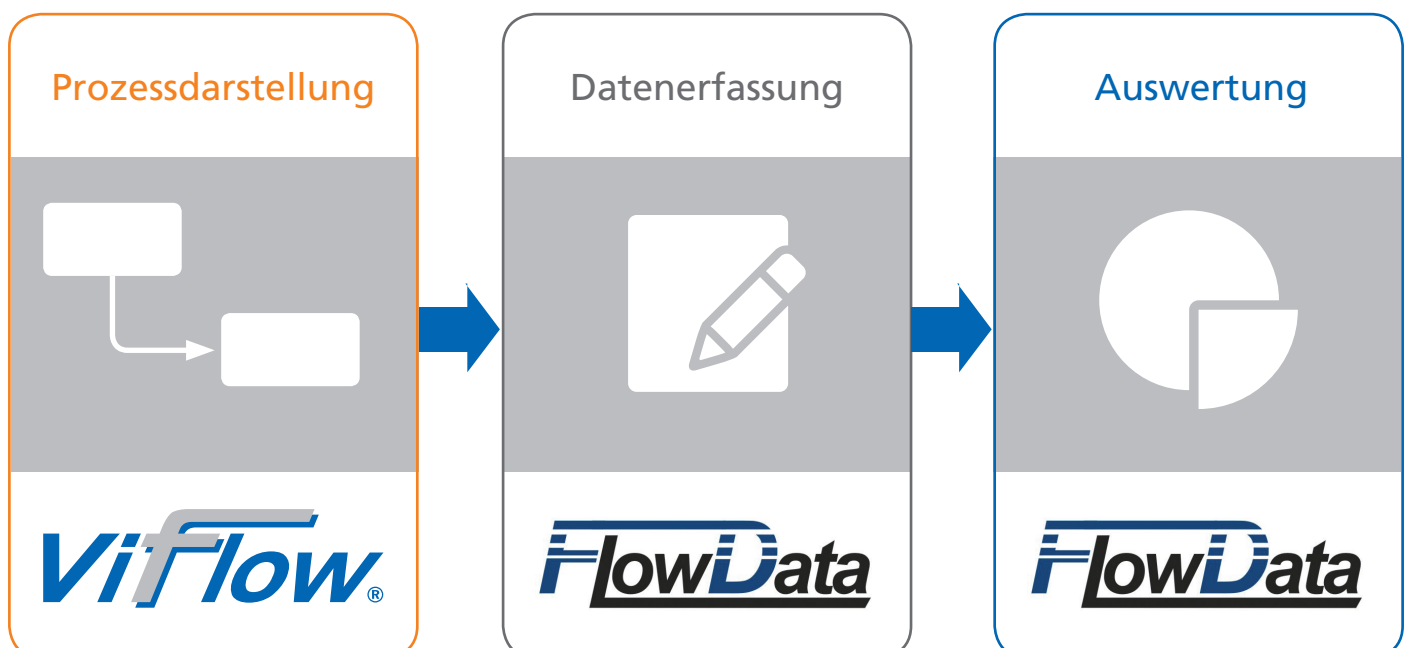 Prozessdarstellung
Datenerfassung
Auswertung
ViFlow®
FlowData
FlowData